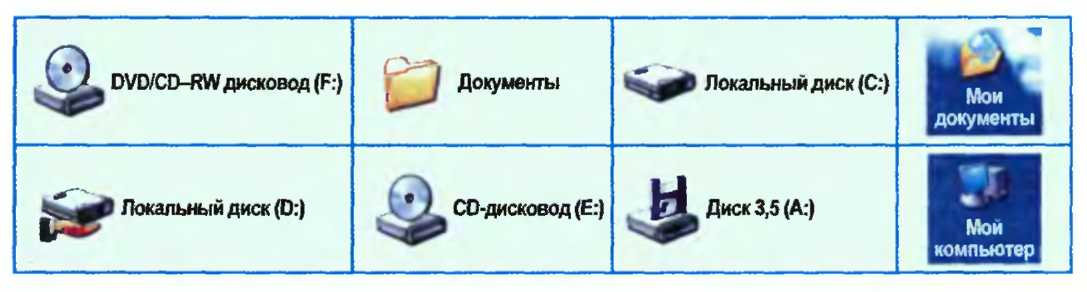 DVD/CD–RW дисковод (F:)
Документы
Локальный диск (C:)
Мои
документы
Локальный диск (D:)
CD-дисковод (E:)
Диск 3,5 (A:)
Мой
компьютер